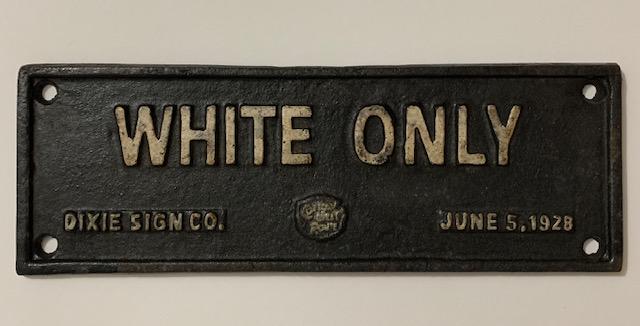 WHITE ONLY
DIXIE SIGN CO.
JUNE 5, 1928